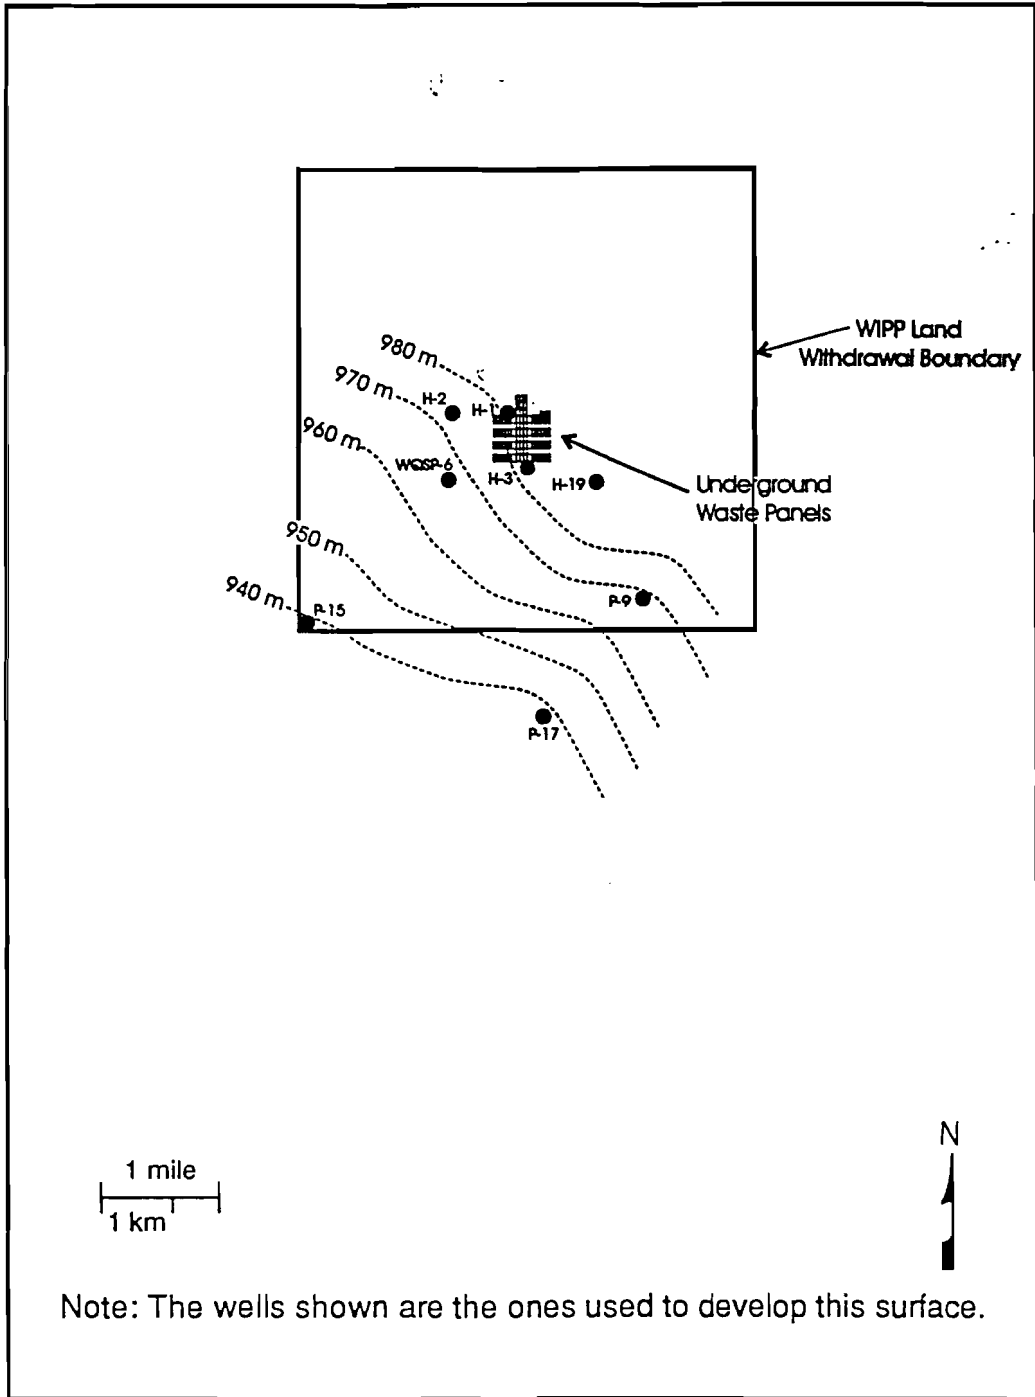 WIPP Land
Withdrawal Boundary
980 m
970 m
H-2
H-1
960 m
WQSP-6
H-3
H-19
Underground
Waste Panels
950 m
940 m
P-15
P-9
P-17
N
1 mile
1 km
Note: The wells shown are the ones used to develop this surface.